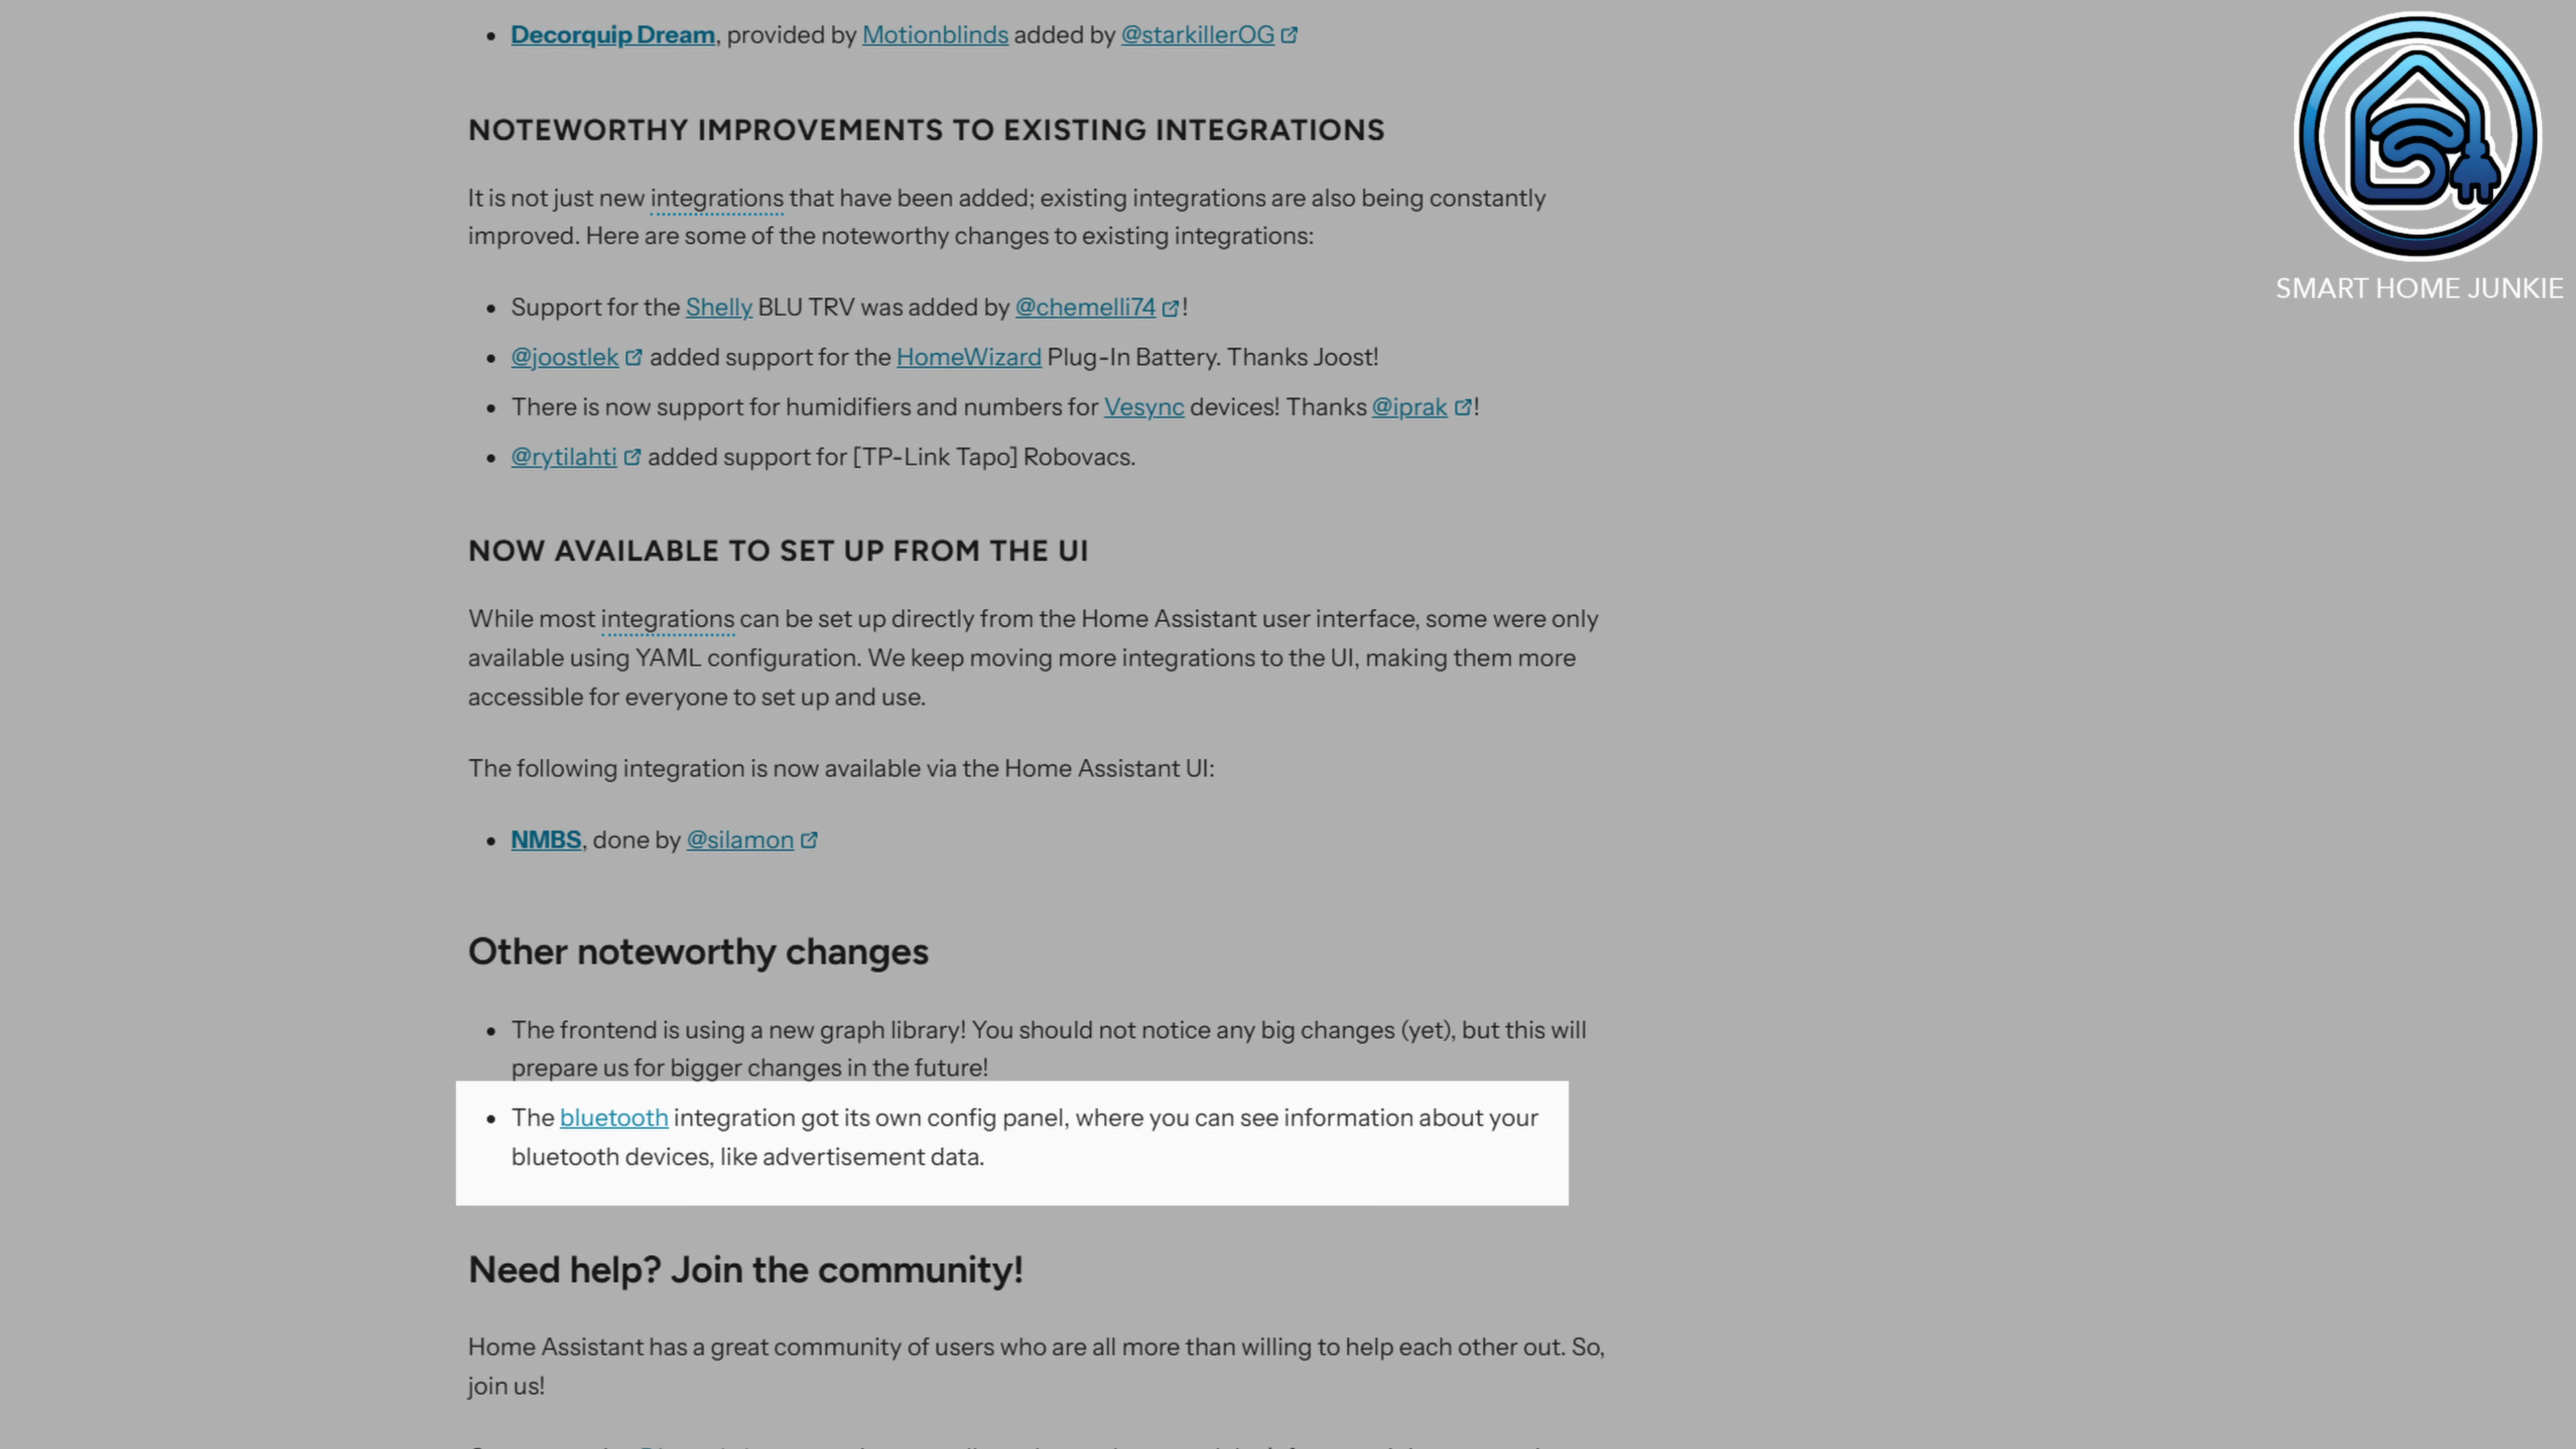 Decorquip Dream, provided by Motionblinds added by @starkillerOG
NOTEWORTHY IMPROVEMENTS TO EXISTING INTEGRATIONS
It is not just new integrations that have been added; existing integrations are also being constantly
improved. Here are some of the noteworthy changes to existing integrations:
Support for the Shelly BLU TRV was added by @chemelli74 !
@joostlek added support for the HomeWizard Plug-In Battery. Thanks Joost!
There is now support for humidifiers and numbers for Vesync devices! Thanks @iprak !
@rytilahti added support for [TP-Link Tapo] Robovacs.
NOW AVAILABLE TO SET UP FROM THE UI
While most integrations can be set up directly from the Home Assistant user interface, some were only
available using YAML configuration. We keep moving more integrations to the UI, making them more
accessible for everyone to set up and use.
The following integration is now available via the Home Assistant UI:
NMBS, done by @silamon
Other noteworthy changes
The frontend is using a new graph library! You should not notice any big changes (yet), but this will
prepare us for bigger changes in the future!
The bluetooth integration got its own config panel, where you can see information about your
bluetooth devices, like advertisement data.
Need help? Join the community!
Home Assistant has a great community of users who are all more than willing to help each other out. So,
join us!
SMART HOME JUNKIE